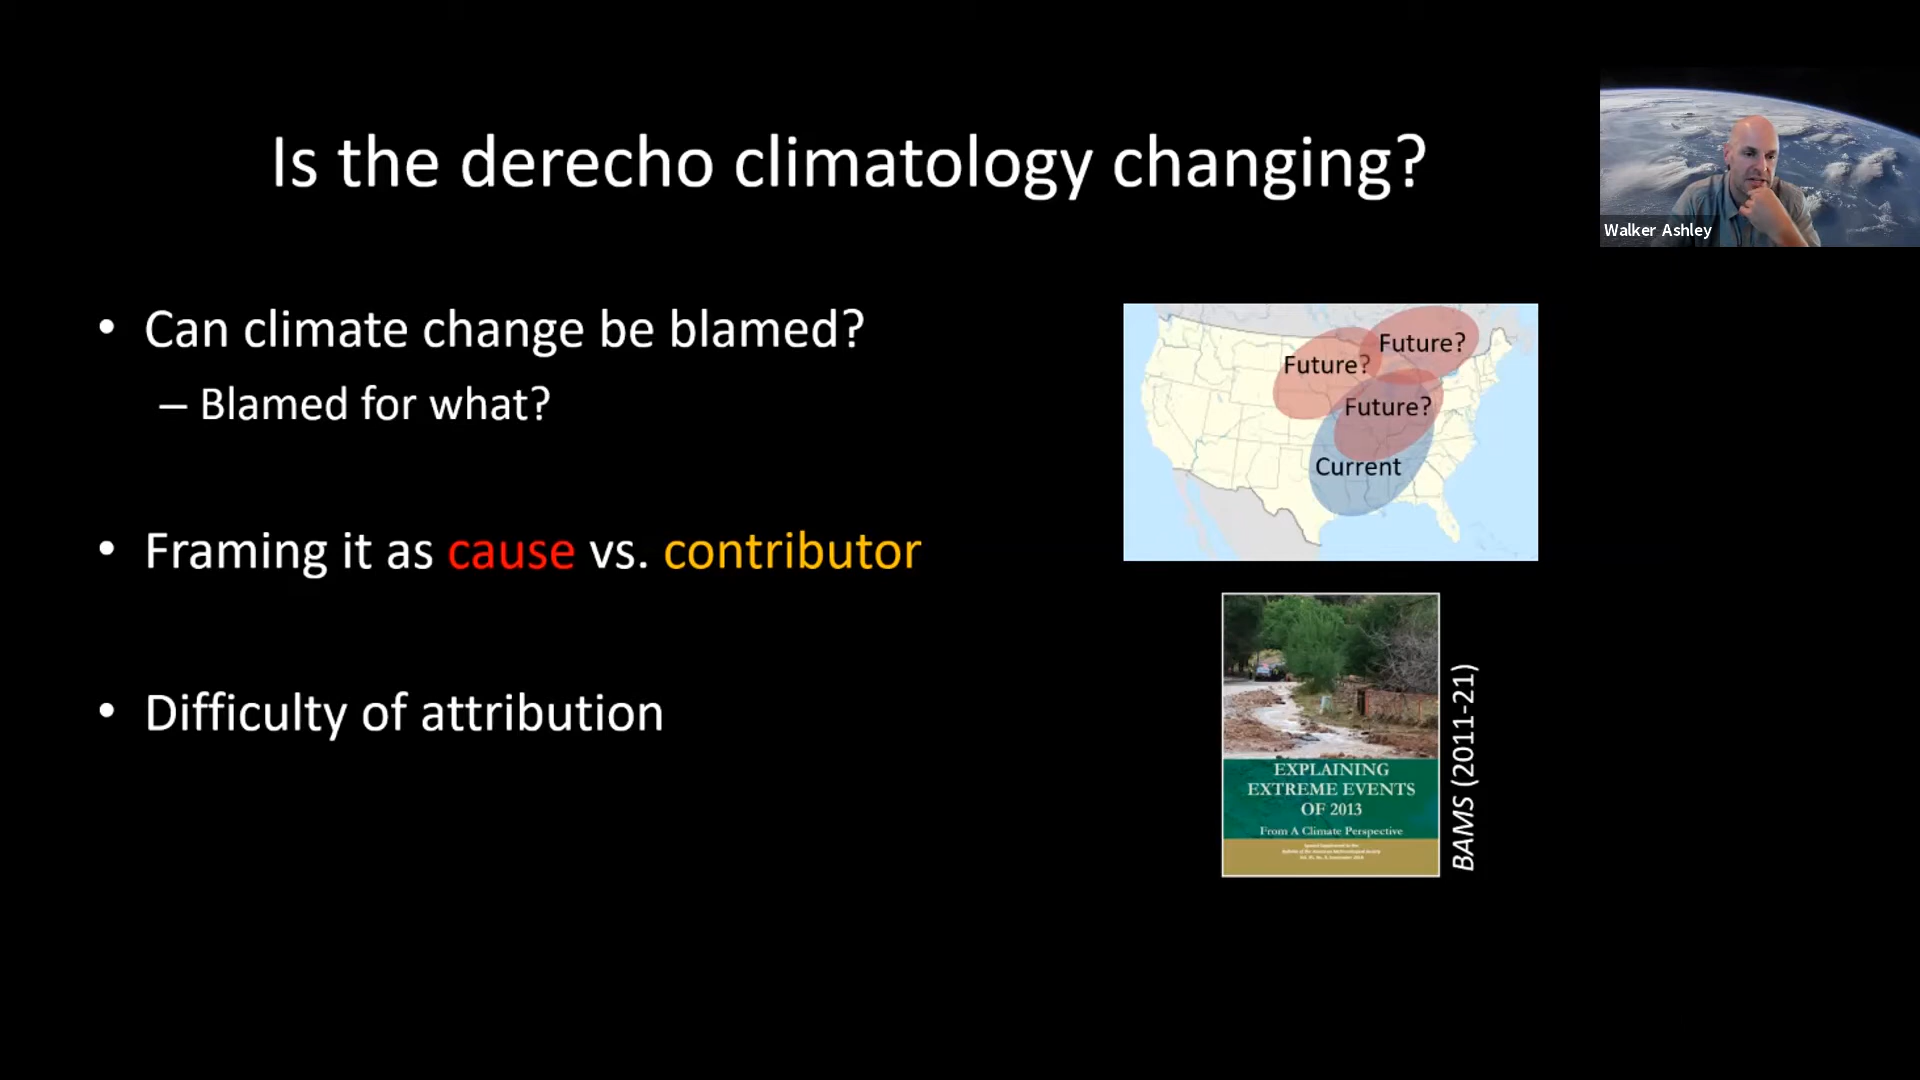 Is the derecho climatology changing?
Walker Ashley
• Can climate change be blamed?
– Blamed for what?
• Framing it as cause vs. contributor
• Difficulty of attribution
Future?
Future?
Future?
Current
EXPLAINING
EXTREME EVENTS
OF 2013
From A Climate Perspective
BAMS (2011-21)